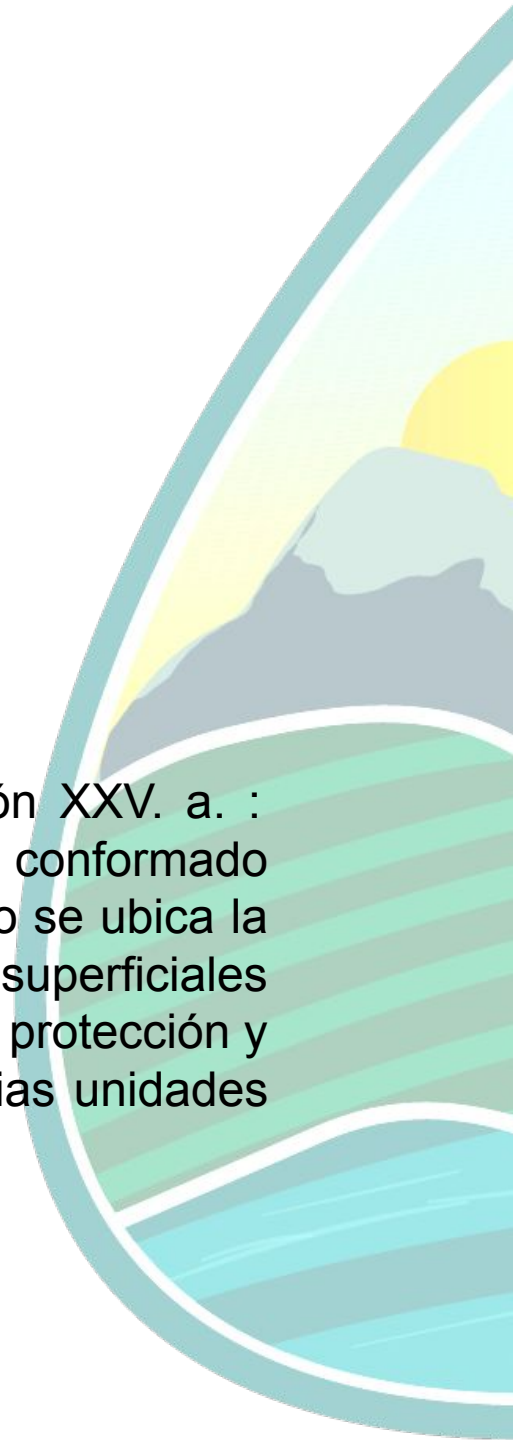 ón XXV. a. :
conformado
o se ubica la
superficiales
protección y
ias unidades